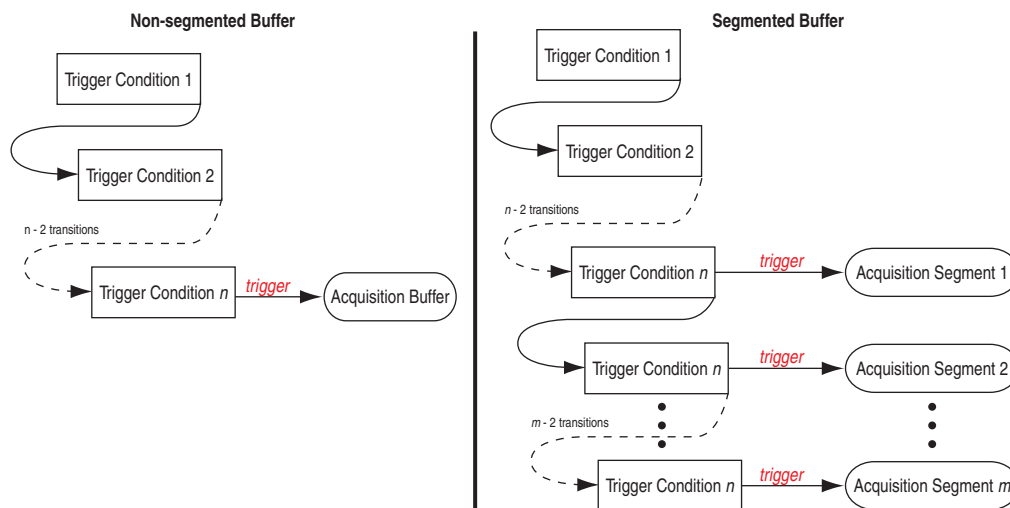 Non-segmented Buffer
Trigger Condition 1
Trigger Condition 2
n - 2 transitions
Trigger Condition n
trigger
Acquisition Buffer
Segmented Buffer
Trigger Condition 1
Trigger Condition 2
n - 2 transitions
Trigger Condition n
trigger
Acquisition Segment 1
Trigger Condition n
trigger
Acquisition Segment 2
m - 2 transitions
Trigger Condition n
trigger
Acquisition Segment m